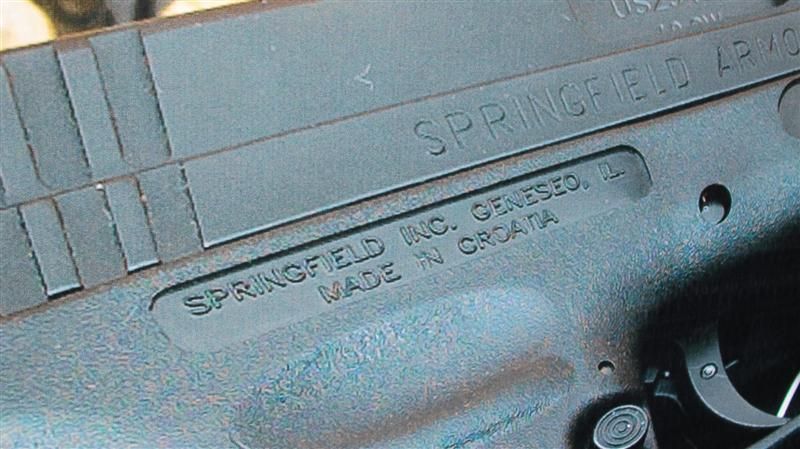 SPRINGFIELD ARMO
SPRINGFIELD INC. GENESEO, IL.
MADE IN CROATIA